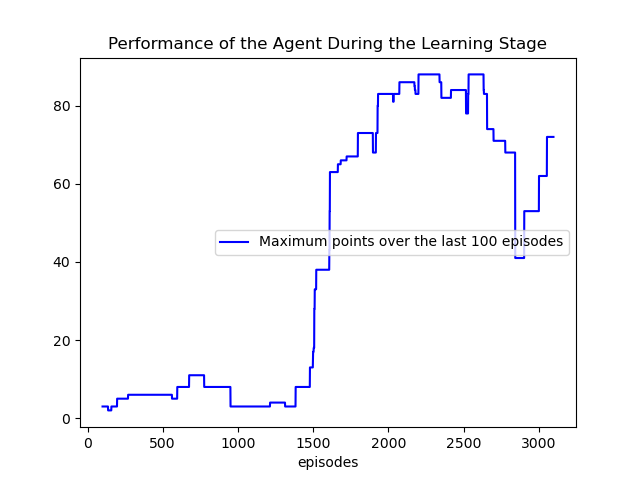 Performance of the Agent During the Learning Stage
80
60
Maximum points over the last 100 episodes
40
20
0
0 500 1000 1500 2000 2500 3000
episodes